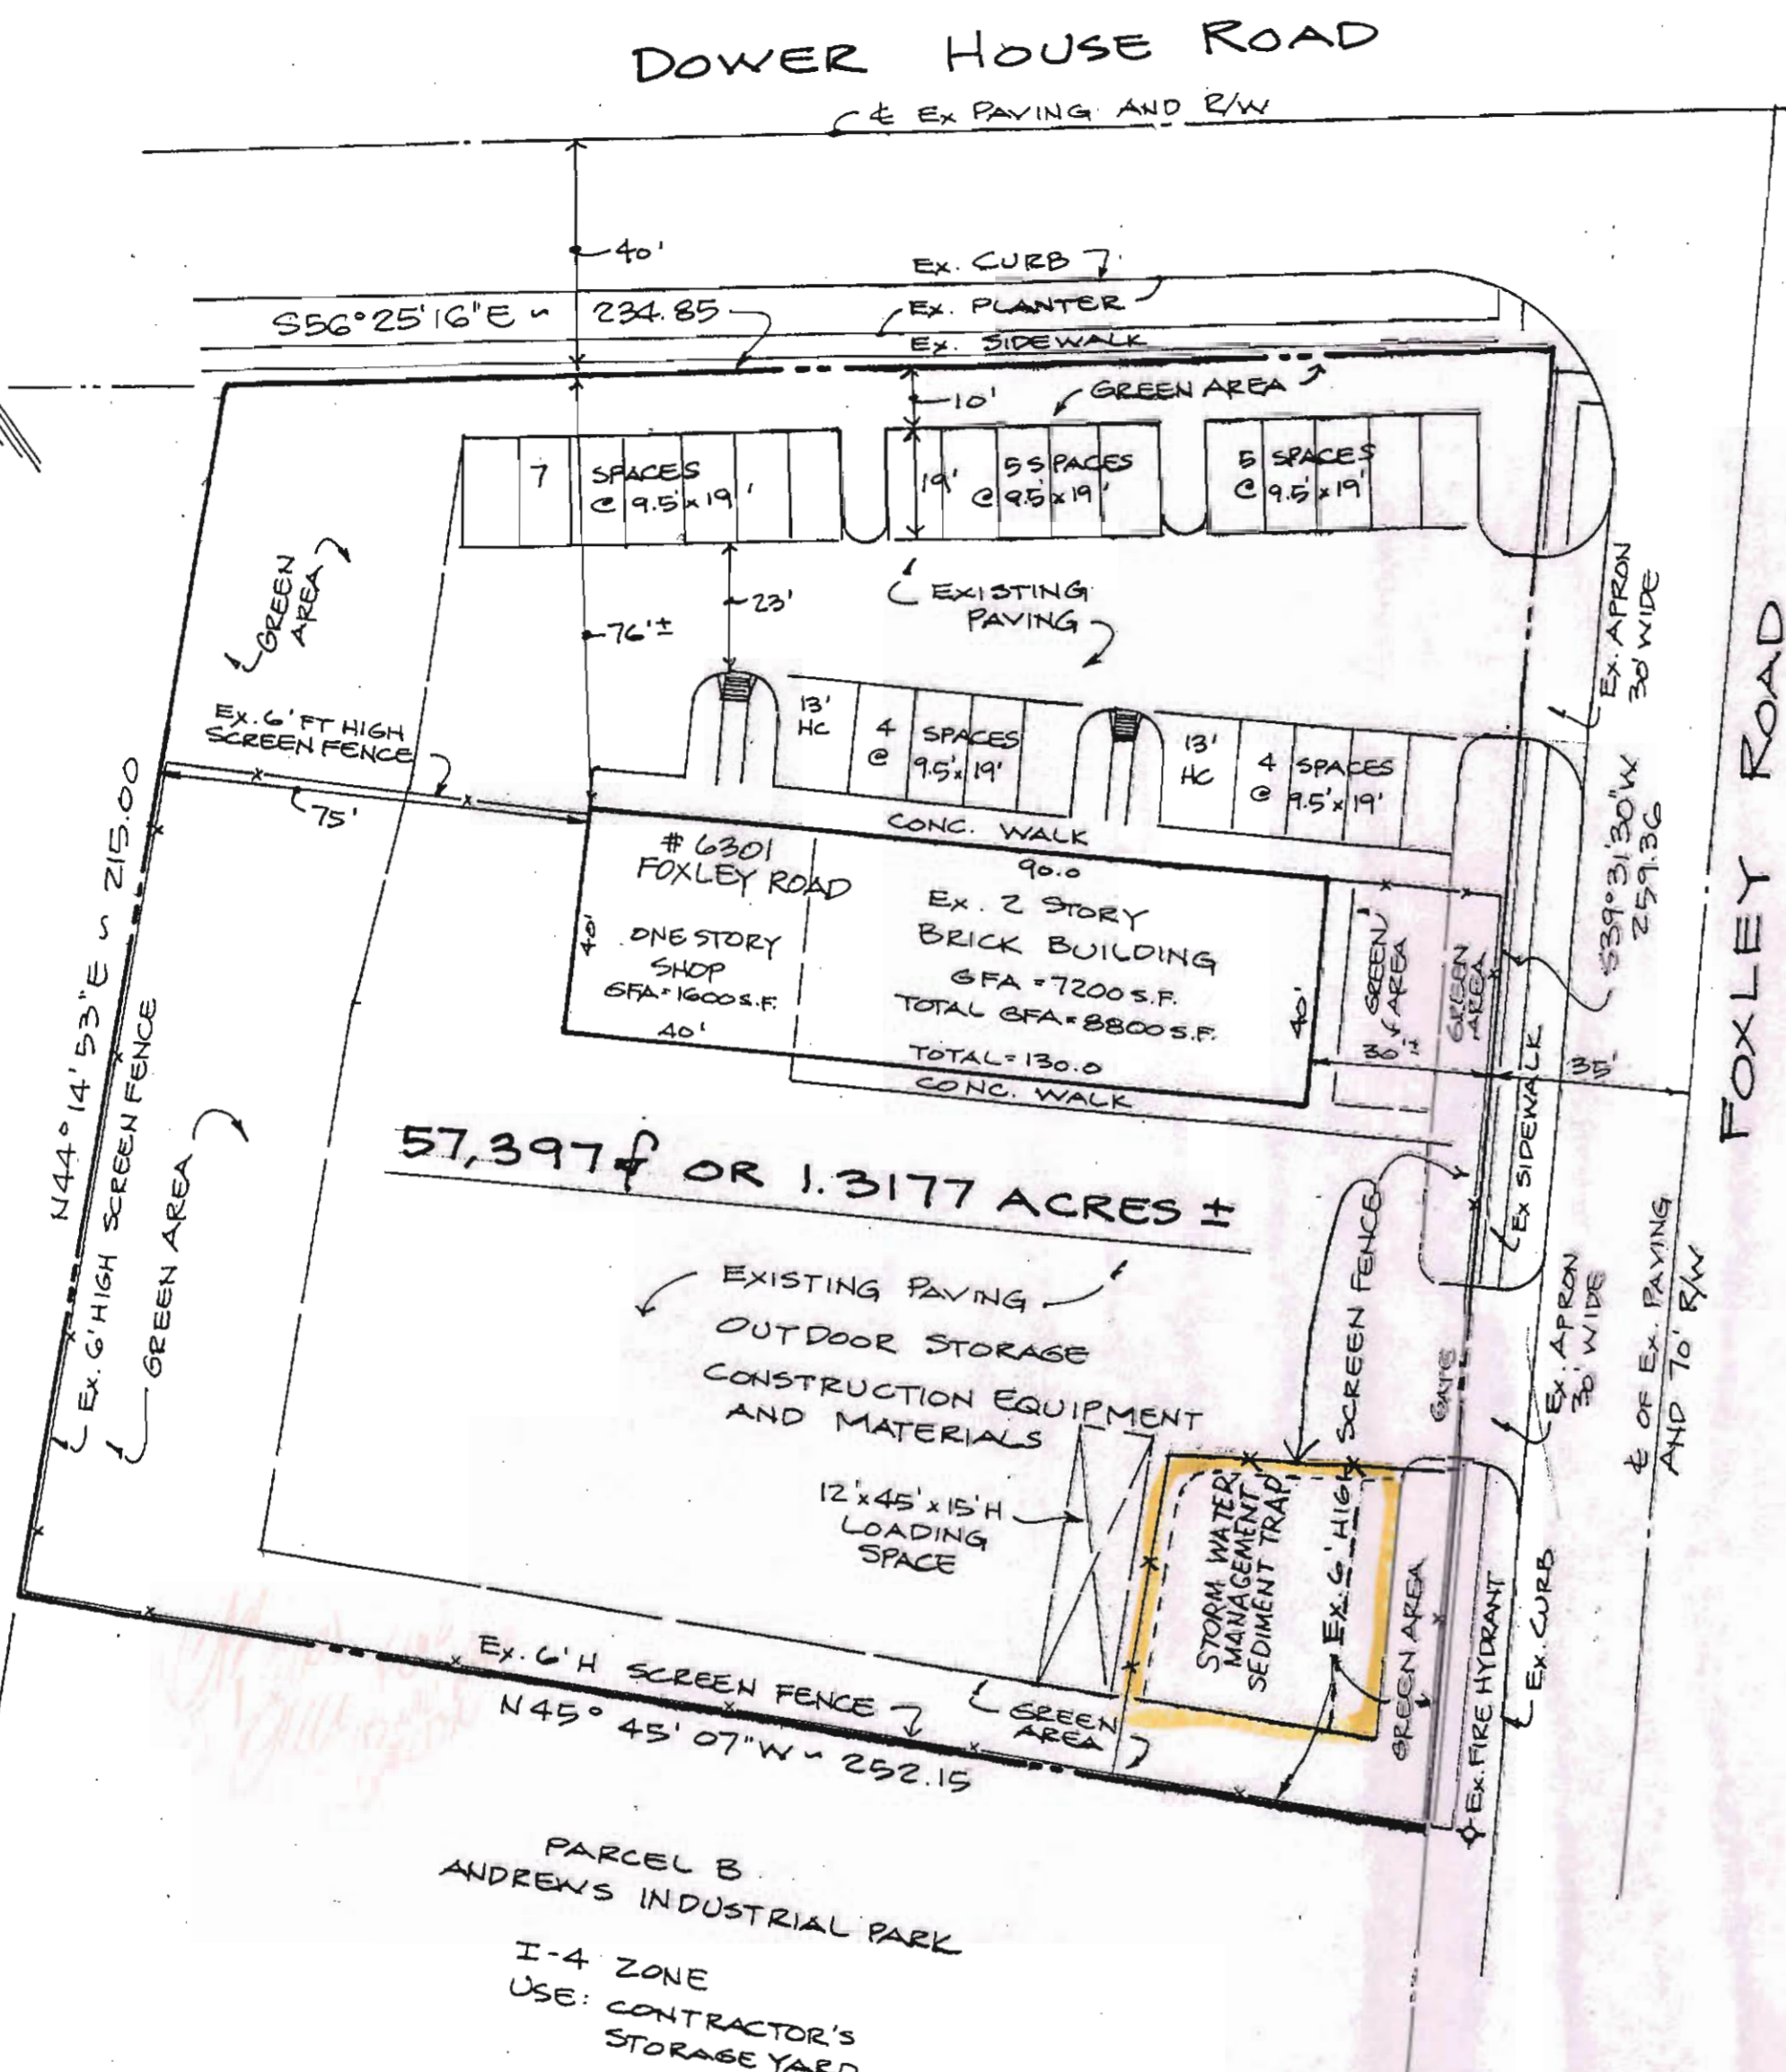 DOWER HOUSE ROAD
℄ Ex PAVING AND R/W
40'
Ex. CURB
S56°25'16"E ~ 234.85
Ex. PLANTER
Ex. SIDEWALK
10'
GREEN AREA
7 SPACES
@ 9.5'x19'
19'
5 SPACES
@ 9.5'x19'
5 SPACES
@ 9.5'x19'
GREEN
AREA
23'
76'±
EXISTING
PAVING
Ex. APRON
30' WIDE
FOXLEY ROAD
Ex. 6' FT HIGH
SCREEN FENCE
75'
13'
HC
4 SPACES
@ 9.5'x19'
13'
HC
4 SPACES
@ 9.5'x19'
CONC. WALK
90.0
# 6301
FOXLEY ROAD
ONE STORY
SHOP
GFA=1600 S.F.
40'
40'
Ex. 2 STORY
BRICK BUILDING
GFA = 7200 S.F.
TOTAL GFA=8800 S.F.
40'
TOTAL=130.0
CONC. WALK
GREEN
AREA
GREEN
AREA
30'±
35'
S39°31'30"W
259.36
N44°14'53"E ~ 215.00
Ex. 6' HIGH SCREEN FENCE
GREEN AREA
57,397 f OR 1.3177 ACRES ±
Ex SIDEWALK
SCREEN FENCE
EXISTING PAVING
OUTDOOR STORAGE
CONSTRUCTION EQUIPMENT
AND MATERIALS
GATE
Ex. APRON
30' WIDE
℄ OF Ex. PAVING
AND 70' R/W
12'x45'x15'H
LOADING
SPACE
STORM WATER
MANAGEMENT
SEDIMENT TRAP
Ex. 6' HIGH SCREEN FENCE
GREEN AREA
Ex. FIRE HYDRANT
Ex. CURB
Ex. 6'H SCREEN FENCE
GREEN
AREA
N45° 45' 07"W ~ 252.15
PARCEL B
ANDREWS INDUSTRIAL PARK
I-4 ZONE
USE: CONTRACTOR'S
STORAGE YARD